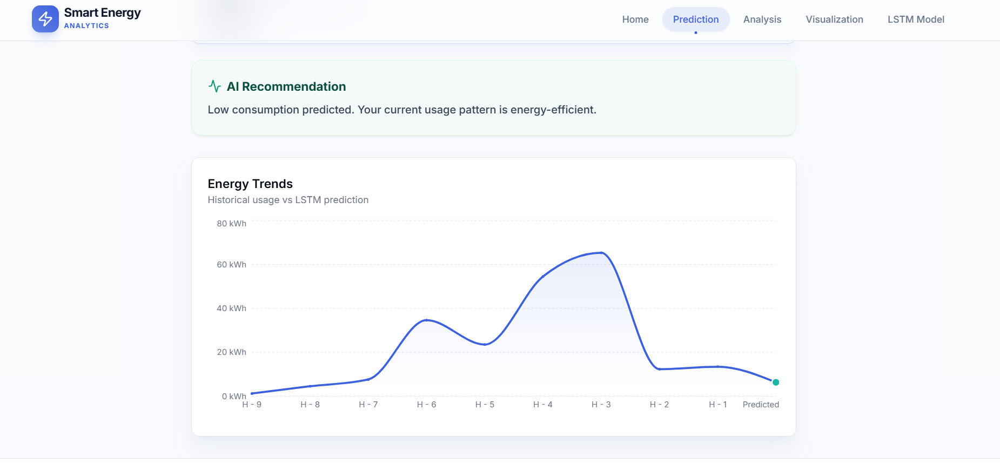 Smart Energy
ANALYTICS
Home
Prediction
Analysis
Visualization
LSTM Model
AI Recommendation
Low consumption predicted. Your current usage pattern is energy-efficient.
Energy Trends
Historical usage vs LSTM prediction
80 kWh
60 kWh
40 kWh
20 kWh
0 kWh
H - 9
H - 8
H - 7
H - 6
H - 5
H - 4
H - 3
H - 2
H - 1
Predicted